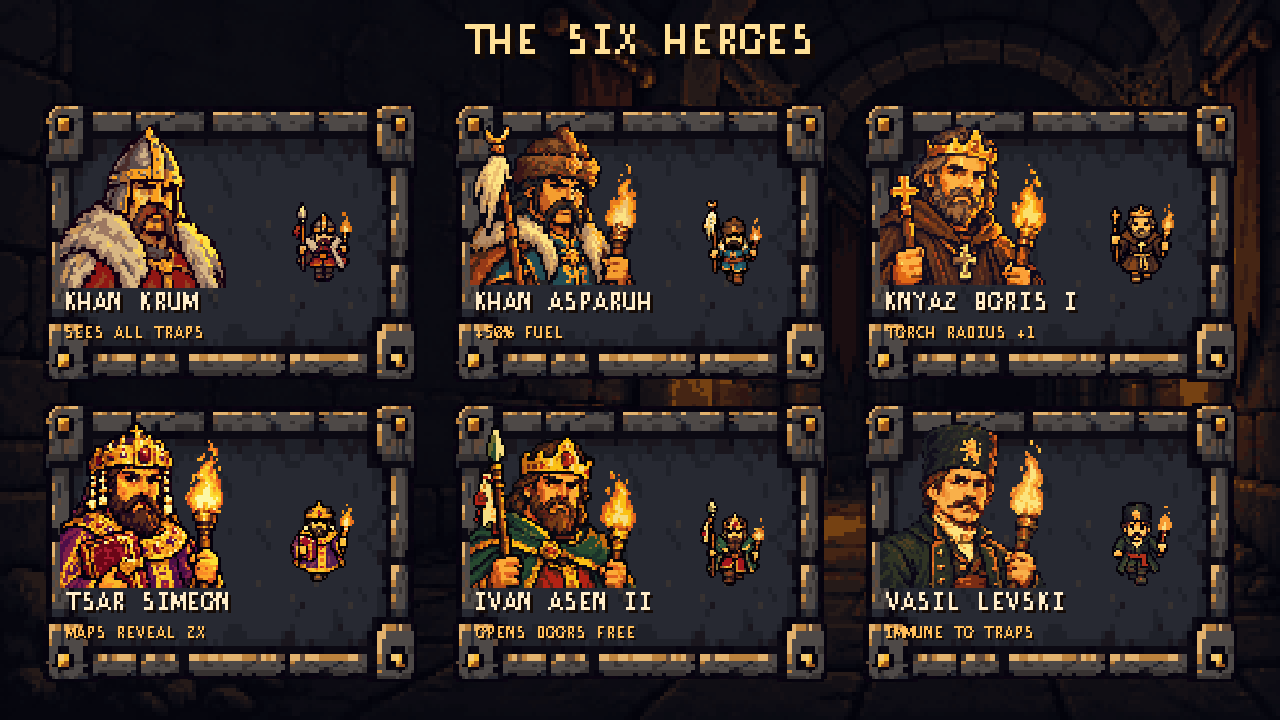 THE SIX HEROES
KHAN KRUM
SEES ALL TRAPS
KHAN ASPARUH
+50% FUEL
KNYAZ BORIS I
TORCH RADIUS +1
TSAR SIMEON
MAPS REVEAL 2X
IVAN ASEN II
OPENS DOORS FREE
VASIL LEVSKI
IMMUNE TO TRAPS